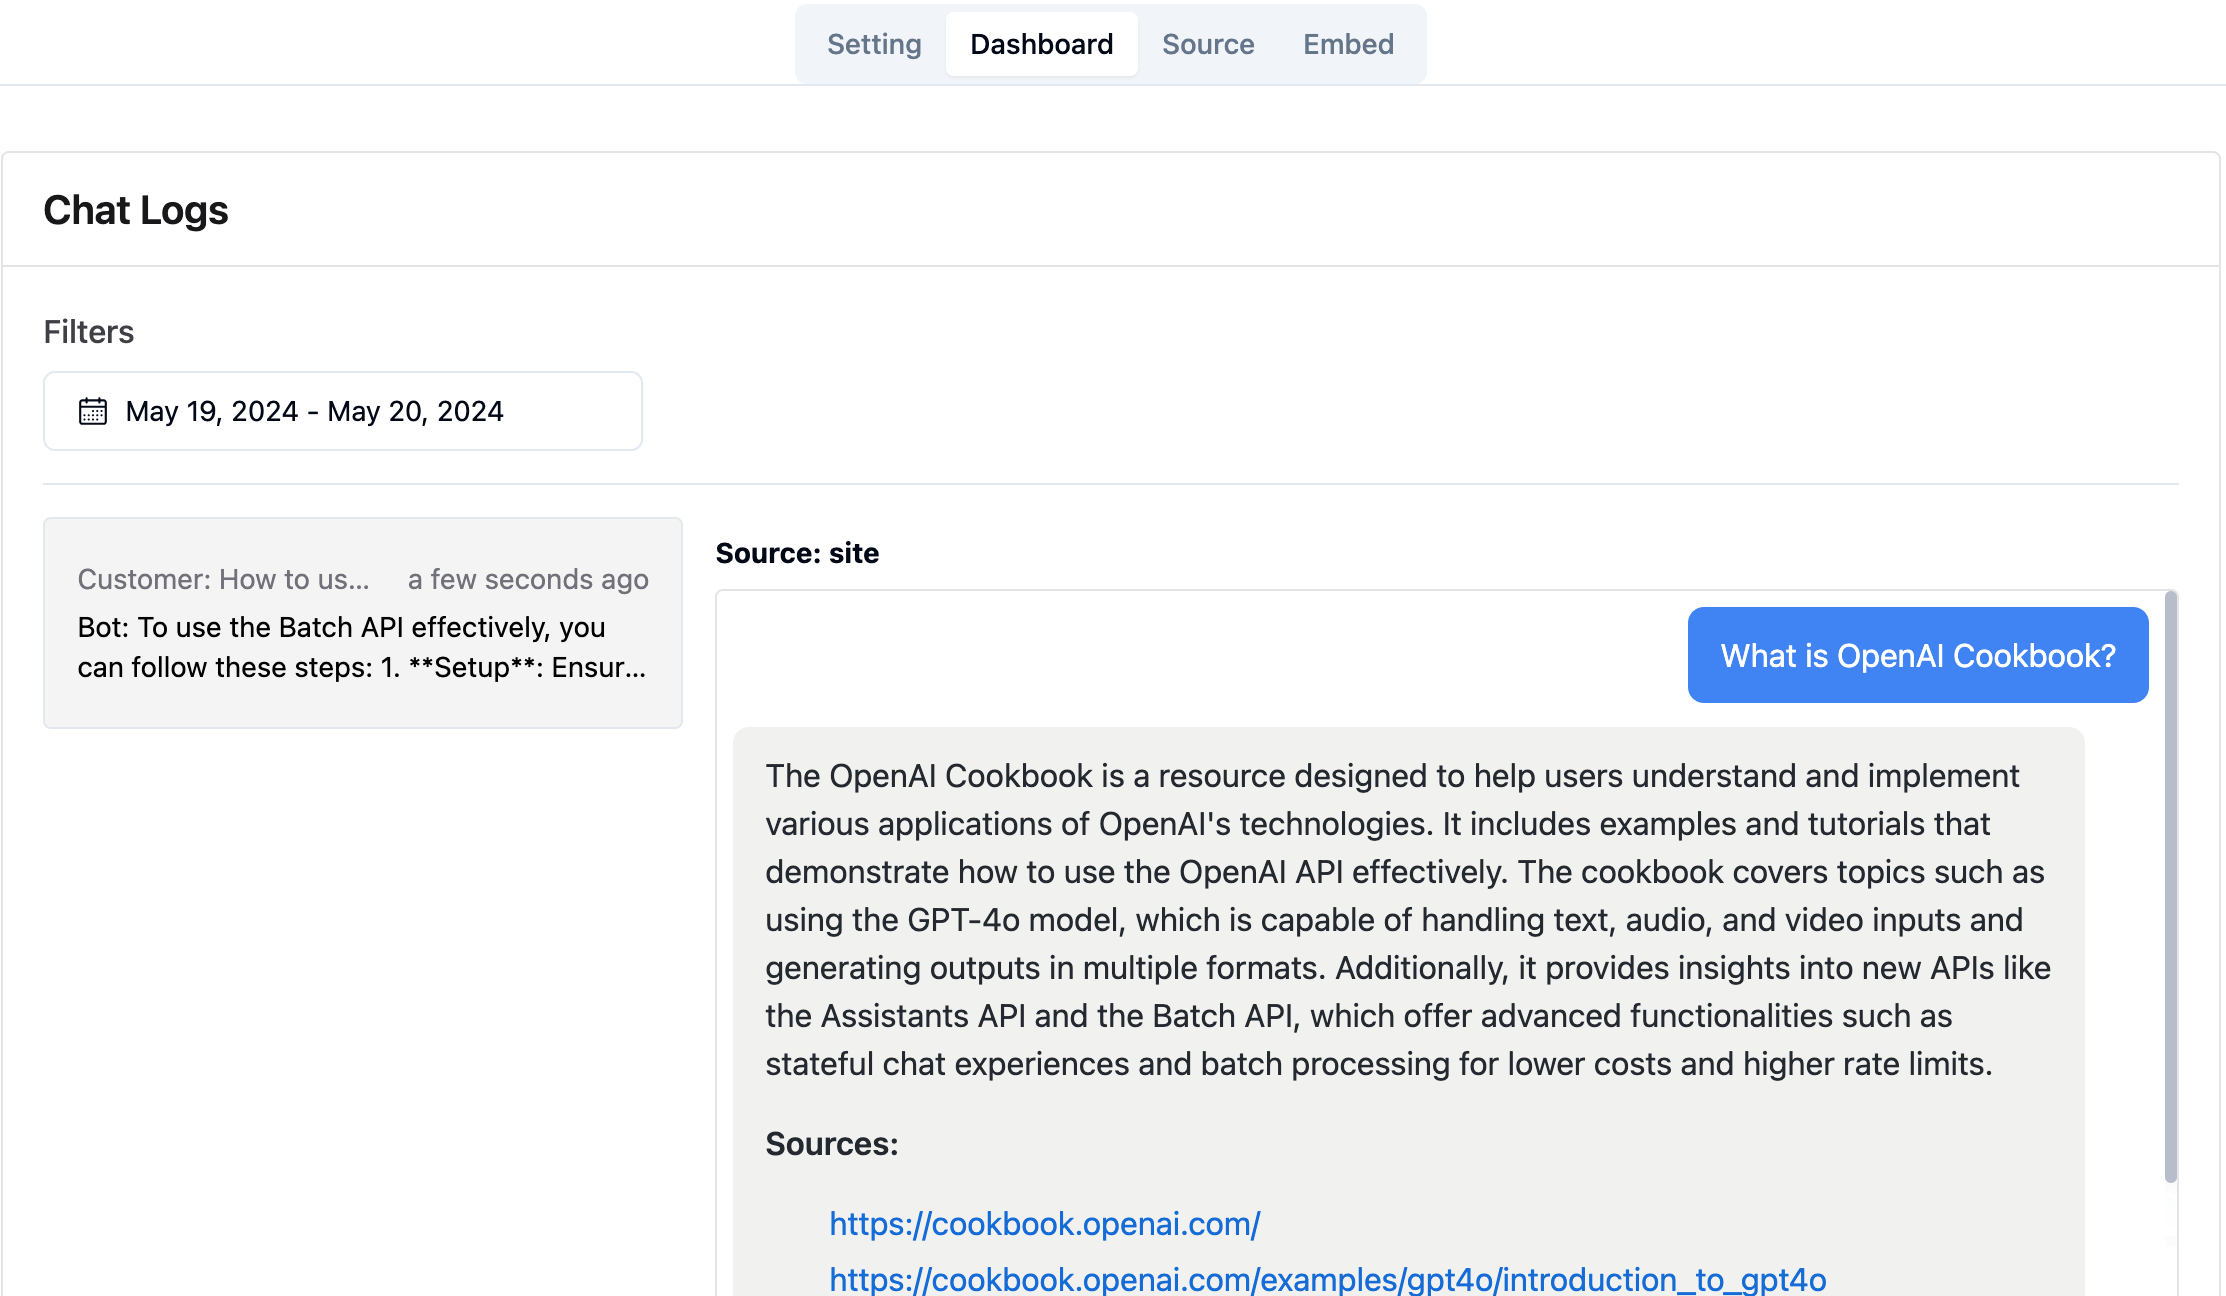 Setting Dashboard Source Embed
Chat Logs
Filters
May 19, 2024 - May 20, 2024
Customer: How to us... a few seconds ago
Bot: To use the Batch API effectively, you
can follow these steps: 1. **Setup**: Ensur...
Source: site
What is OpenAI Cookbook?
The OpenAI Cookbook is a resource designed to help users understand and implement
various applications of OpenAI's technologies. It includes examples and tutorials that
demonstrate how to use the OpenAI API effectively. The cookbook covers topics such as
using the GPT-4o model, which is capable of handling text, audio, and video inputs and
generating outputs in multiple formats. Additionally, it provides insights into new APIs like
the Assistants API and the Batch API, which offer advanced functionalities such as
stateful chat experiences and batch processing for lower costs and higher rate limits.
Sources:
https://cookbook.openai.com/
https://cookbook.openai.com/examples/gpt4o/introduction_to_gpt4o